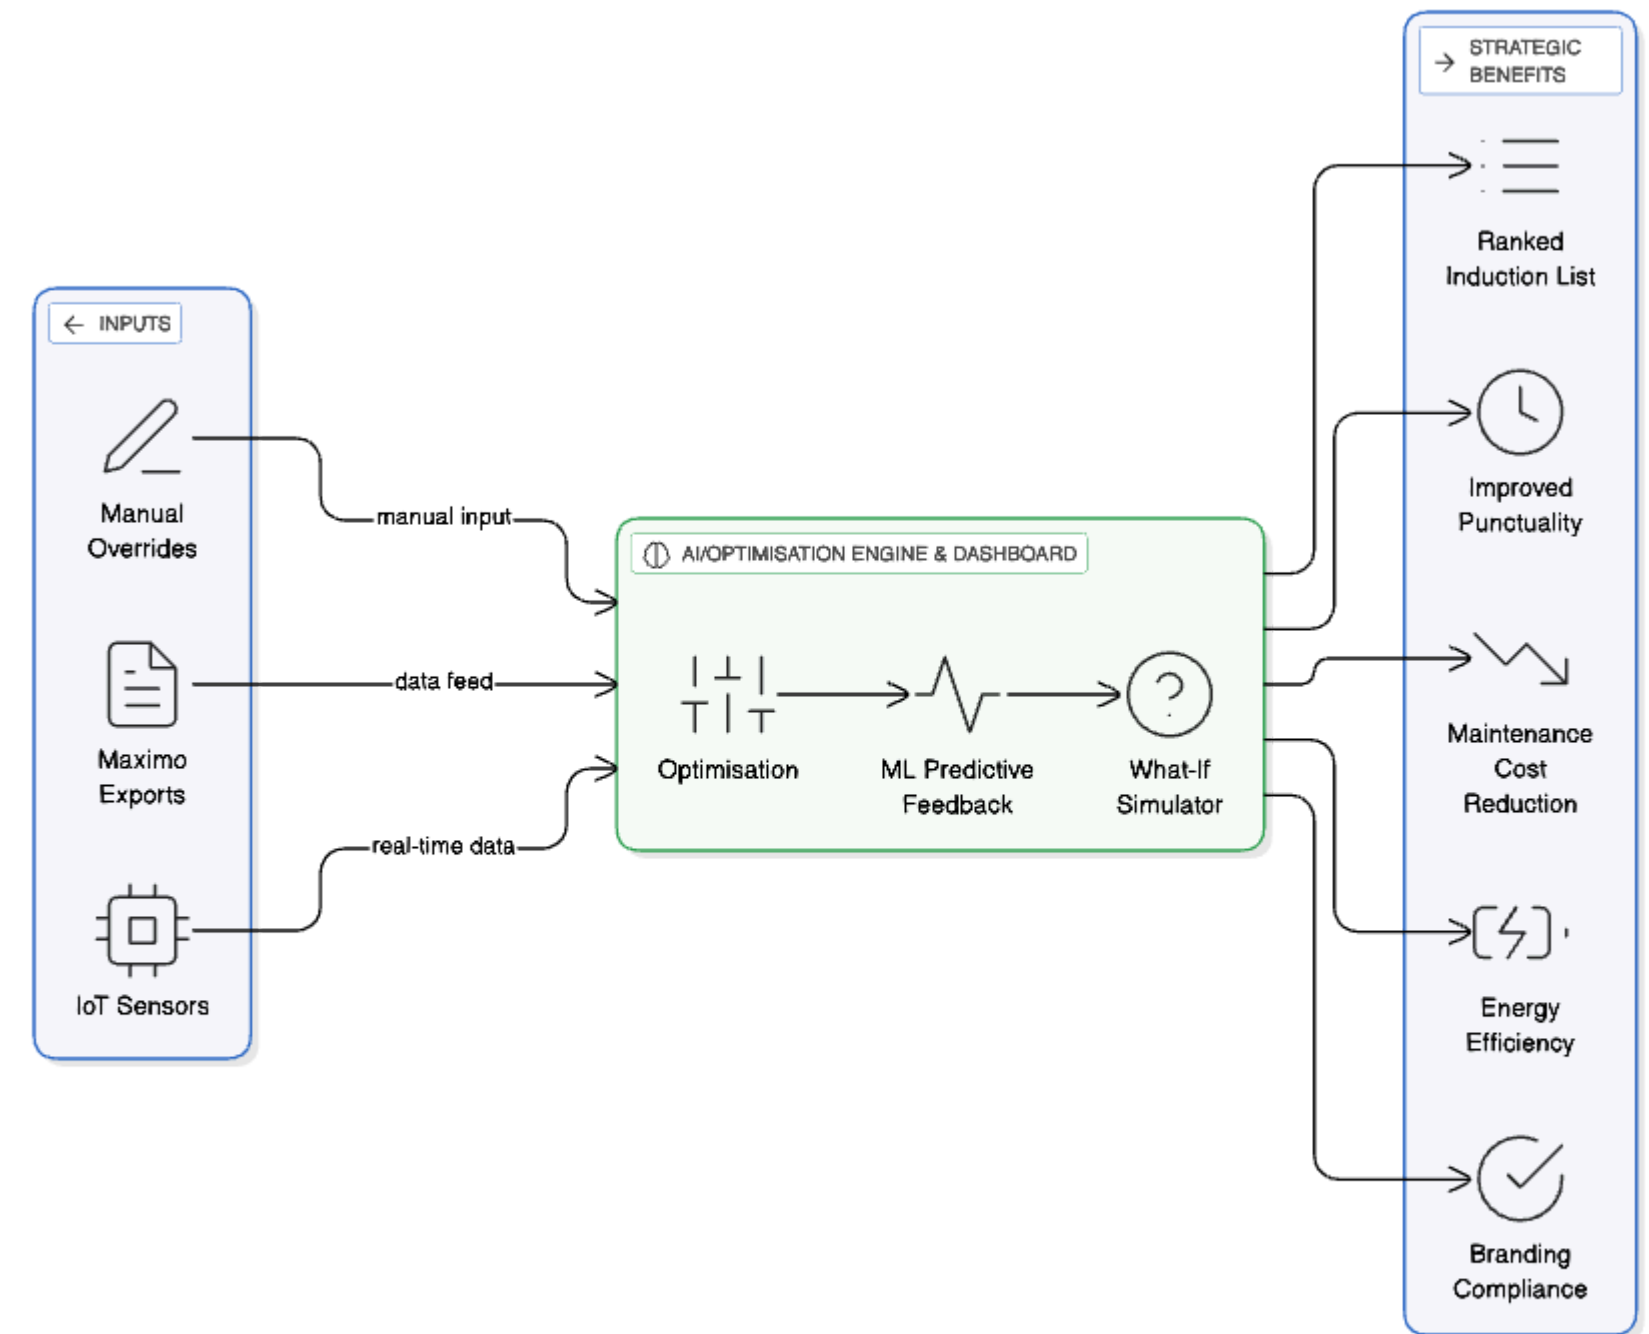 INPUTS
Manual
Overrides
Maximo
Exports
IoT Sensors
manual input
data feed
real-time data
AI/OPTIMISATION ENGINE & DASHBOARD
Optimisation
ML Predictive
Feedback
What-If
Simulator
STRATEGIC
BENEFITS
Ranked
Induction List
Improved
Punctuality
Maintenance
Cost
Reduction
Energy
Efficiency
Branding
Compliance